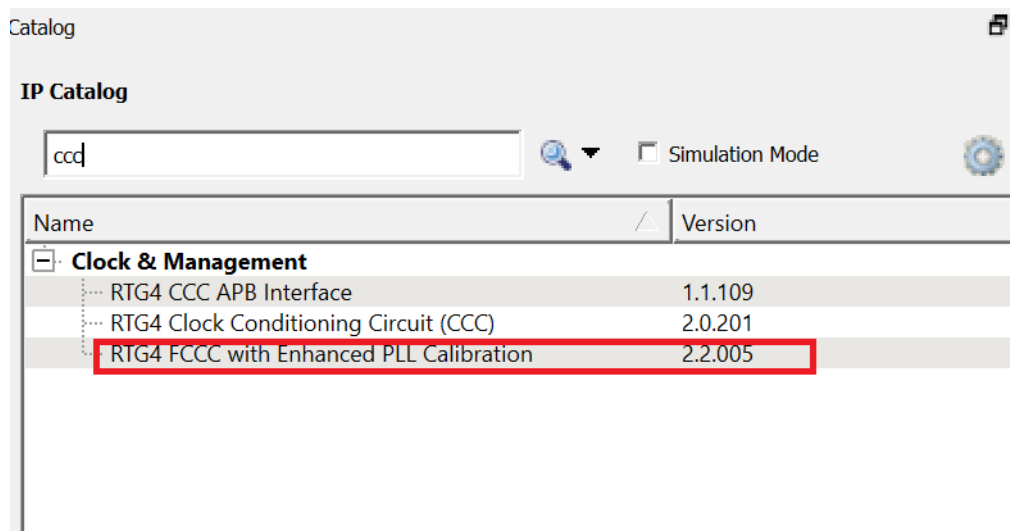 Catalog
IP Catalog
ccc
Simulation Mode
Name Version
Clock & Management
RTG4 CCC APB Interface 1.1.109
RTG4 Clock Conditioning Circuit (CCC) 2.0.201
RTG4 FCCC with Enhanced PLL Calibration 2.2.005